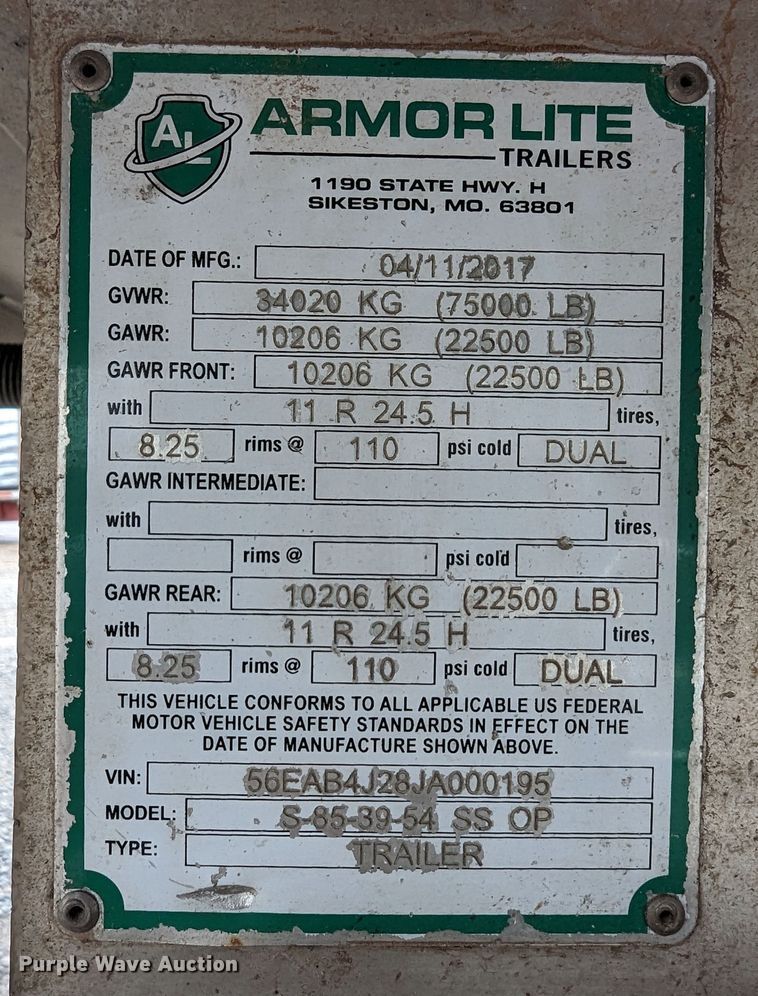 AL
ARMOR LITE
TRAILERS
1190 STATE HWY. H
SIKESTON, MO. 63801
DATE OF MFG.: 04/11/2017
GVWR: 34020 KG (75000 LB)
GAWR: 10206 KG (22500 LB)
GAWR FRONT: 10206 KG (22500 LB)
with 11 R 24.5 H tires,
8.25 rims @ 110 psi cold DUAL
GAWR INTERMEDIATE:
with tires,
rims @ psi cold
GAWR REAR: 10206 KG (22500 LB)
with 11 R 24.5 H tires,
8.25 rims @ 110 psi cold DUAL
THIS VEHICLE CONFORMS TO ALL APPLICABLE US FEDERAL
MOTOR VEHICLE SAFETY STANDARDS IN EFFECT ON THE
DATE OF MANUFACTURE SHOWN ABOVE.
VIN: 56EAB4J28JA000195
MODEL: S-85-39-54 SS OP
TYPE: TRAILER
Purple Wave Auction